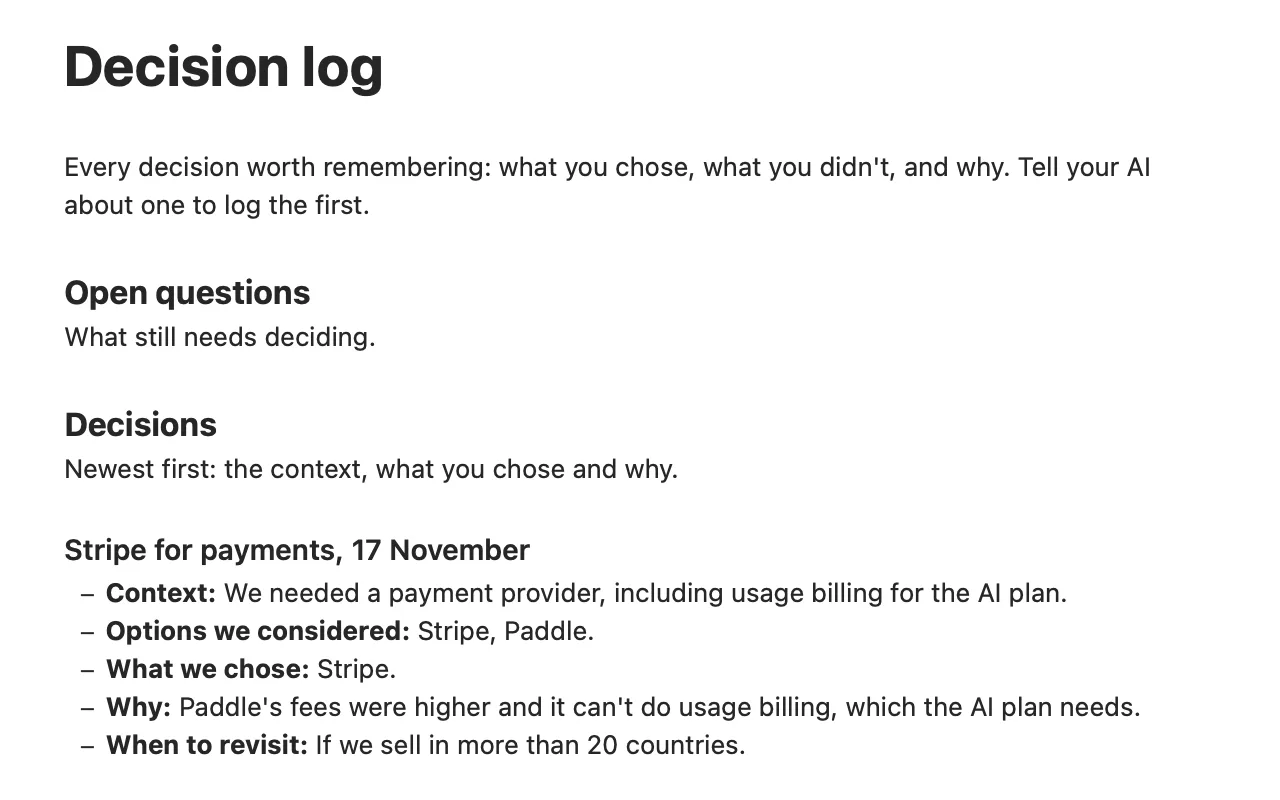 Decision log
Every decision worth remembering: what you chose, what you didn't, and why. Tell your AI
about one to log the first.
Open questions
What still needs deciding.
Decisions
Newest first: the context, what you chose and why.
Stripe for payments, 17 November
– Context: We needed a payment provider, including usage billing for the AI plan.
– Options we considered: Stripe, Paddle.
– What we chose: Stripe.
– Why: Paddle's fees were higher and it can't do usage billing, which the AI plan needs.
– When to revisit: If we sell in more than 20 countries.